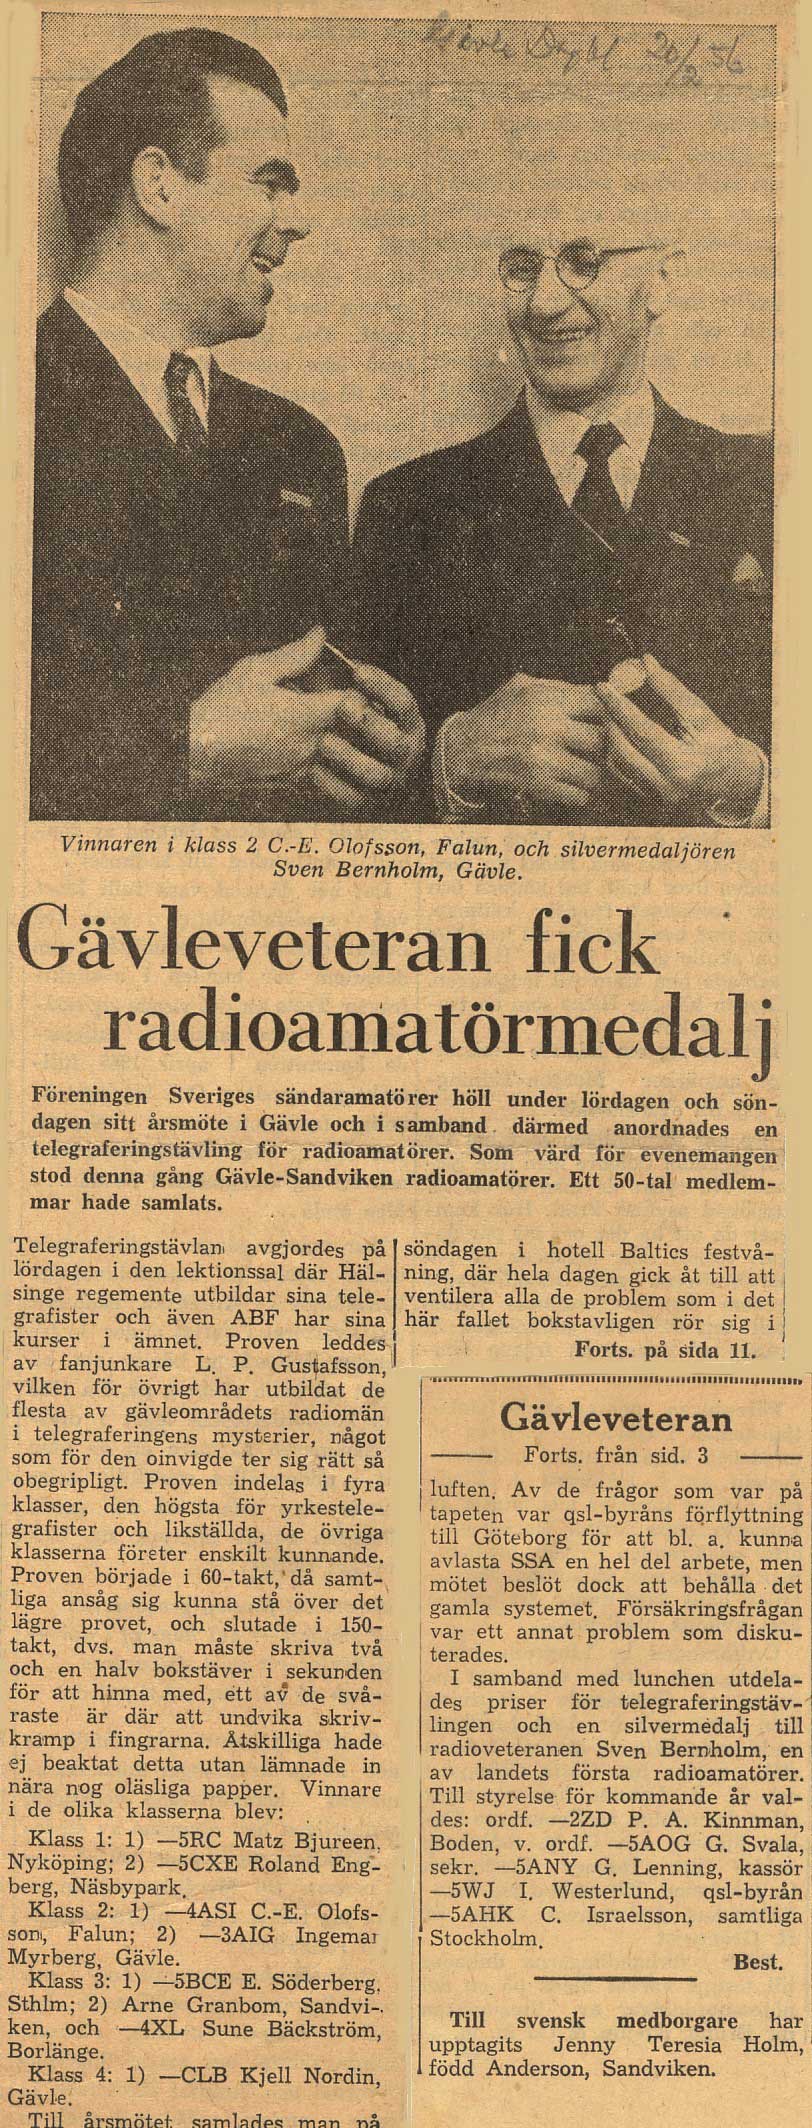 Gävle Dagbl. 20/2 56
Vinnaren i klass 2 C.-E. Olofsson, Falun, och silvermedaljören
Sven Bernholm, Gävle.
Gävleveteran fick
radioamatörmedalj
Föreningen Sveriges sändaramatörer höll under lördagen och sön-
dagen sitt årsmöte i Gävle och i samband därmed anordnades en
telegraferingstävling för radioamatörer. Som värd för evenemangen
stod denna gång Gävle-Sandviken radioamatörer. Ett 50-tal medlem-
mar hade samlats.
Telegraferingstävlan avgjordes på
lördagen i den lektionssal där Häl-
singe regemente utbildar sina tele-
grafister och även ABF har sina
kurser i ämnet. Proven leddes
av fanjunkare L. P. Gustafsson,
vilken för övrigt har utbildat de
flesta av gävleområdets radiomän
i telegraferingens mysterier, något
som för den oinvigde ter sig rätt så
obegripligt. Proven indelas i fyra
klasser, den högsta för yrkestele-
grafister och likställda, de övriga
klasserna företer enskilt kunnande.
Proven började i 60-takt, då samt-
liga ansåg sig kunna stå över det
lägre provet, och slutade i 150-
takt, dvs. man måste skriva två
och en halv bokstäver i sekunden
för att hinna med, ett av de svå-
raste är där att undvika skriv-
kramp i fingrarna. Åtskilliga hade
ej beaktat detta utan lämnade in
nära nog oläsliga papper. Vinnare
i de olika klasserna blev:
Klass 1: 1) —5RC Matz Bjureen,
Nyköping; 2) —5CXE Roland Eng-
berg, Näsbypark.
Klass 2: 1) —4ASI C.-E. Olofs-
son, Falun; 2) —3AIG Ingemar
Myrberg, Gävle.
Klass 3: 1) —5BCE E. Söderberg,
Sthlm; 2) Arne Granbom, Sandvi-
ken, och —4XL Sune Bäckström,
Borlänge.
Klass 4: 1) —CLB Kjell Nordin,
Gävle.
Till årsmötet samlades man på
söndagen i hotell Baltics festvå-
ning, där hela dagen gick åt till att
ventilera alla de problem som i det
här fallet bokstavligen rör sig i
Forts. på sida 11.
Gävleveteran
Forts. från sid. 3
luften. Av de frågor som var på
tapeten var qsl-byråns förflyttning
till Göteborg för att bl. a. kunna
avlasta SSA en hel del arbete, men
mötet beslöt dock att behålla det
gamla systemet. Försäkringsfrågan
var ett annat problem som disku-
terades.
I samband med lunchen utdela-
des priser för telegraferingstäv-
lingen och en silvermedalj till
radioveteranen Sven Bernholm, en
av landets första radioamatörer.
Till styrelse för kommande år val-
des: ordf. —2ZD P. A. Kinnman,
Boden, v. ordf. —5AOG G. Svala,
sekr. —5ANY G. Lenning, kassör
—5WJ I. Westerlund, qsl-byrån
—5AHK C. Israelsson, samtliga
Stockholm.
Best.
Till svensk medborgare har
upptagits Jenny Teresia Holm,
född Anderson, Sandviken.